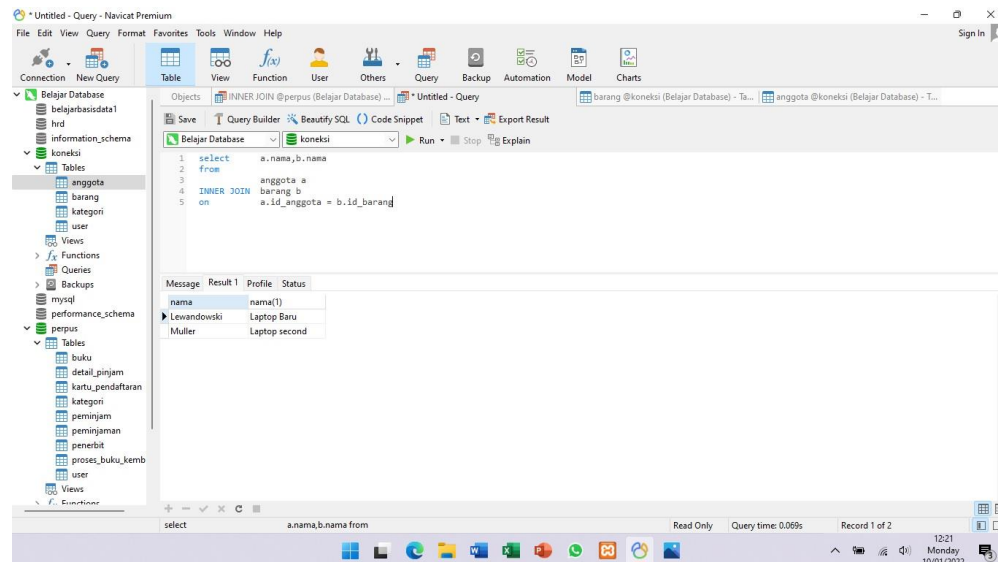 * Untitled - Query - Navicat Premium
File Edit View Query Format Favorites Tools Window Help
Sign In
Connection New Query Table View Function User Others Query Backup Automation Model Charts
Belajar Database
belajarbasisdata1
hrd
information_schema
koneksi
Tables
anggota
barang
kategori
user
Views
fx Functions
Queries
Backups
mysql
performance_schema
perpus
Tables
buku
detail_pinjam
kartu_pendaftaran
kategori
peminjam
peminjaman
penerbit
proses_buku_kemb
user
Views
Functions
Objects INNER JOIN @perpus (Belajar Database) ... * Untitled - Query barang @koneksi (Belajar Database) - Ta... anggota @koneksi (Belajar Database) - T...
Save Query Builder Beautify SQL () Code Snippet Text Export Result
Belajar Database koneksi Run Stop Explain
1 select a.nama,b.nama
2 from
3 anggota a
4 INNER JOIN barang b
5 on a.id_anggota = b.id_barang
Message Result 1 Profile Status
nama nama(1)
Lewandowski Laptop Baru
Muller Laptop second
select a.nama,b.nama from Read Only Query time: 0.069s Record 1 of 2
12:21
Monday
10/01/2022
3